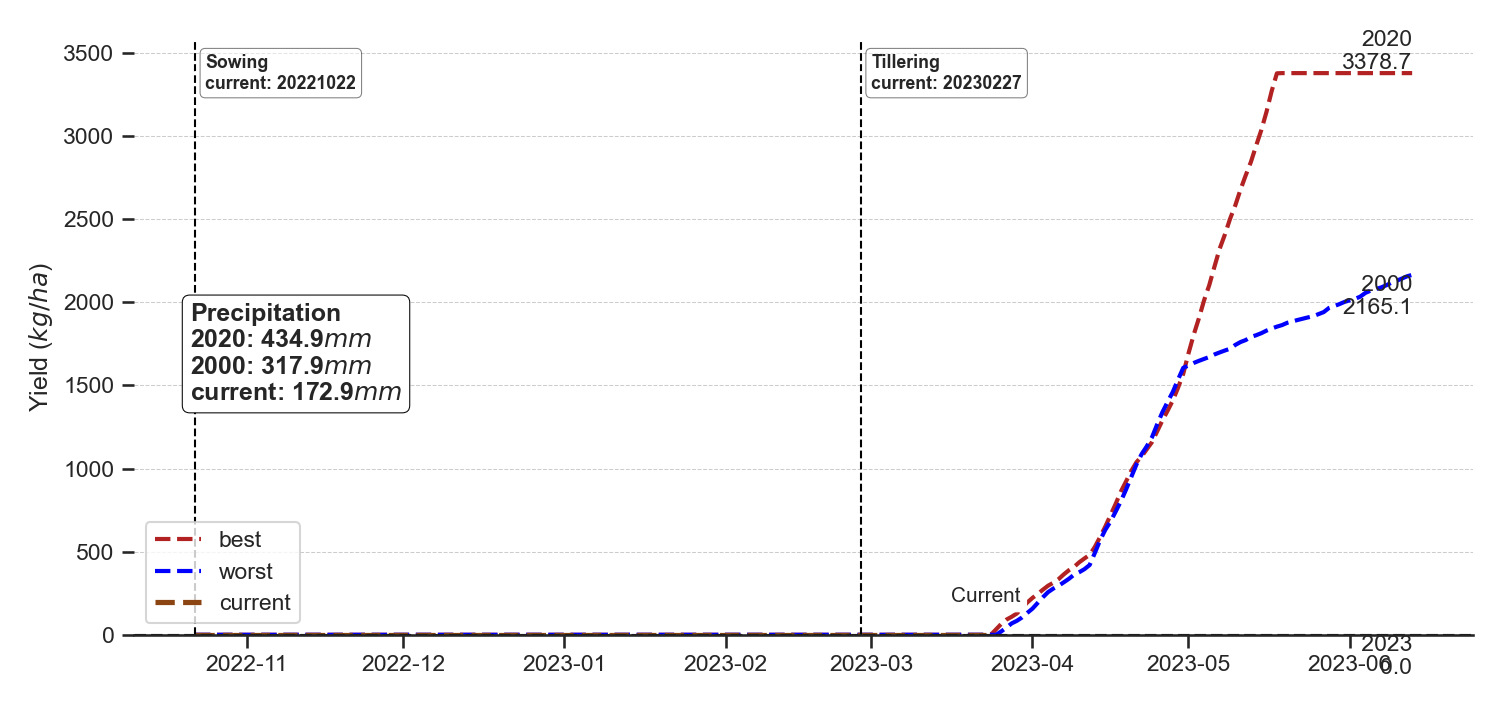 2020
3378.7
Sowing
current: 20221022
Tillering
current: 20230227
3500
3000
2500
2000
1500
1000
500
0
Yield (kg/ha)
Precipitation
2020: 434.9mm
2000: 317.9mm
current: 172.9mm
2000
2165.1
best
worst
current
Current
2023
0.0
2022-11
2022-12
2023-01
2023-02
2023-03
2023-04
2023-05
2023-06